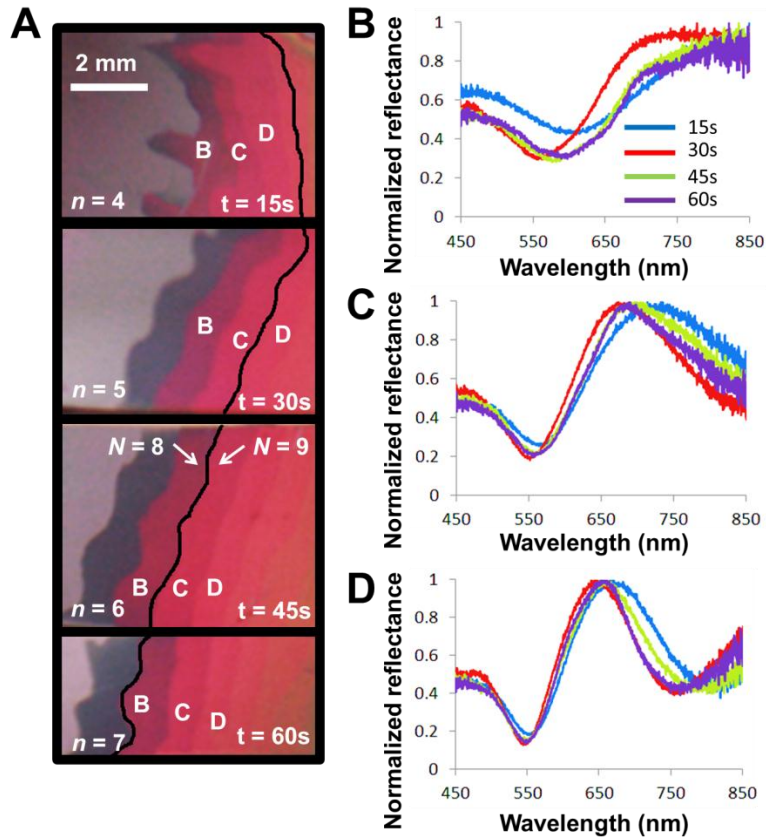 A
2 mm
B
C
D
n = 4
t = 15s
B
C
D
n = 5
t = 30s
N = 8
N = 9
B
C
D
n = 6
t = 45s
B
C
D
n = 7
t = 60s
B
Normalized reflectance
1
0.8
0.6
0.4
0.2
0
15s
30s
45s
60s
450 550 650 750 850
Wavelength (nm)
C
Normalized reflectance
1
0.8
0.6
0.4
0.2
0
450 550 650 750 850
Wavelength (nm)
D
Normalized reflectance
1
0.8
0.6
0.4
0.2
0
450 550 650 750 850
Wavelength (nm)